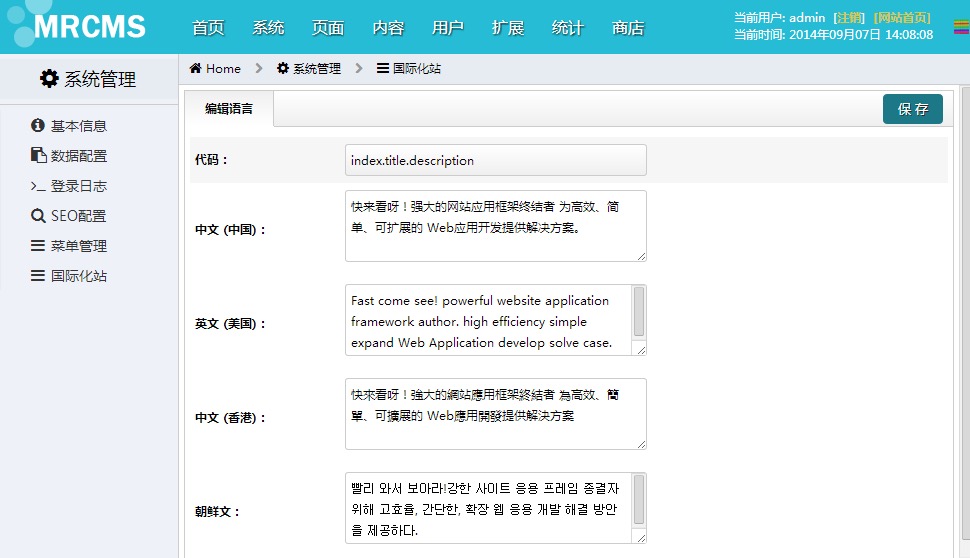 MRCMS
首页 系统 页面 内容 用户 扩展 统计 商店
当前用户: admin [注销] [网站首页]
当前时间: 2014年09月07日 14:08:08
系统管理
Home > 系统管理 > 国际化站
基本信息
数据配置
登录日志
SEO配置
菜单管理
国际化站
编辑语言
保 存
代码：
index.title.description
中文 (中国)：
快来看呀！强大的网站应用框架终结者 为高效、简
单、可扩展的 Web应用开发提供解决方案。
英文 (美国)：
Fast come see! powerful website application
framework author. high efficiency simple
expand Web Application develop solve case.
中文 (香港)：
快來看呀！強大的網站應用框架終結者 為高效、簡
單、可擴展的 Web應用開發提供解決方案
朝鲜文：
빨리 와서 보아라!강한 사이트 응용 프레임 종결자
위해 고효율, 간단한, 확장 웹 응용 개발 해결 방안
을 제공하다.